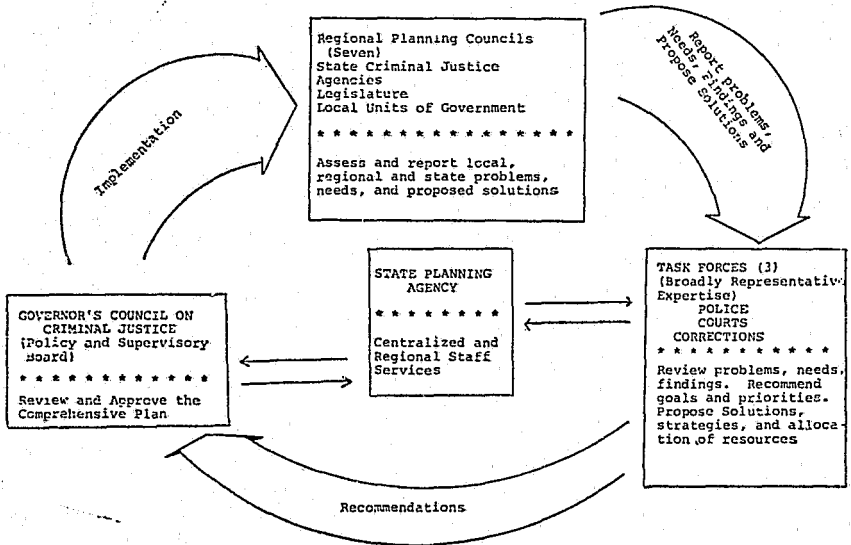 Regional Planning Councils
(Seven)
State Criminal Justice
Agencies
Legislature
Local Units of Government
* * * * * * * * * * * * * * * *
Assess and report local,
regional and state problems,
needs, and proposed solutions
Report problems,
Needs, Findings and
Propose Solutions
Implementation
STATE PLANNING
AGENCY
* * * * * * * *
Centralized and
Regional Staff
Services
TASK FORCES (3)
(Broadly Representative
Expertise)
POLICE
COURTS
CORRECTIONS
* * * * * * * * * * *
Review problems, needs,
findings. Recommend
goals and priorities.
Propose Solutions,
strategies, and alloca-
tion of resources
GOVERNOR'S COUNCIL ON
CRIMINAL JUSTICE
(Policy and Supervisory
Board)
* * * * * * * * * * * *
Review and Approve the
Comprehensive Plan
Recommendations